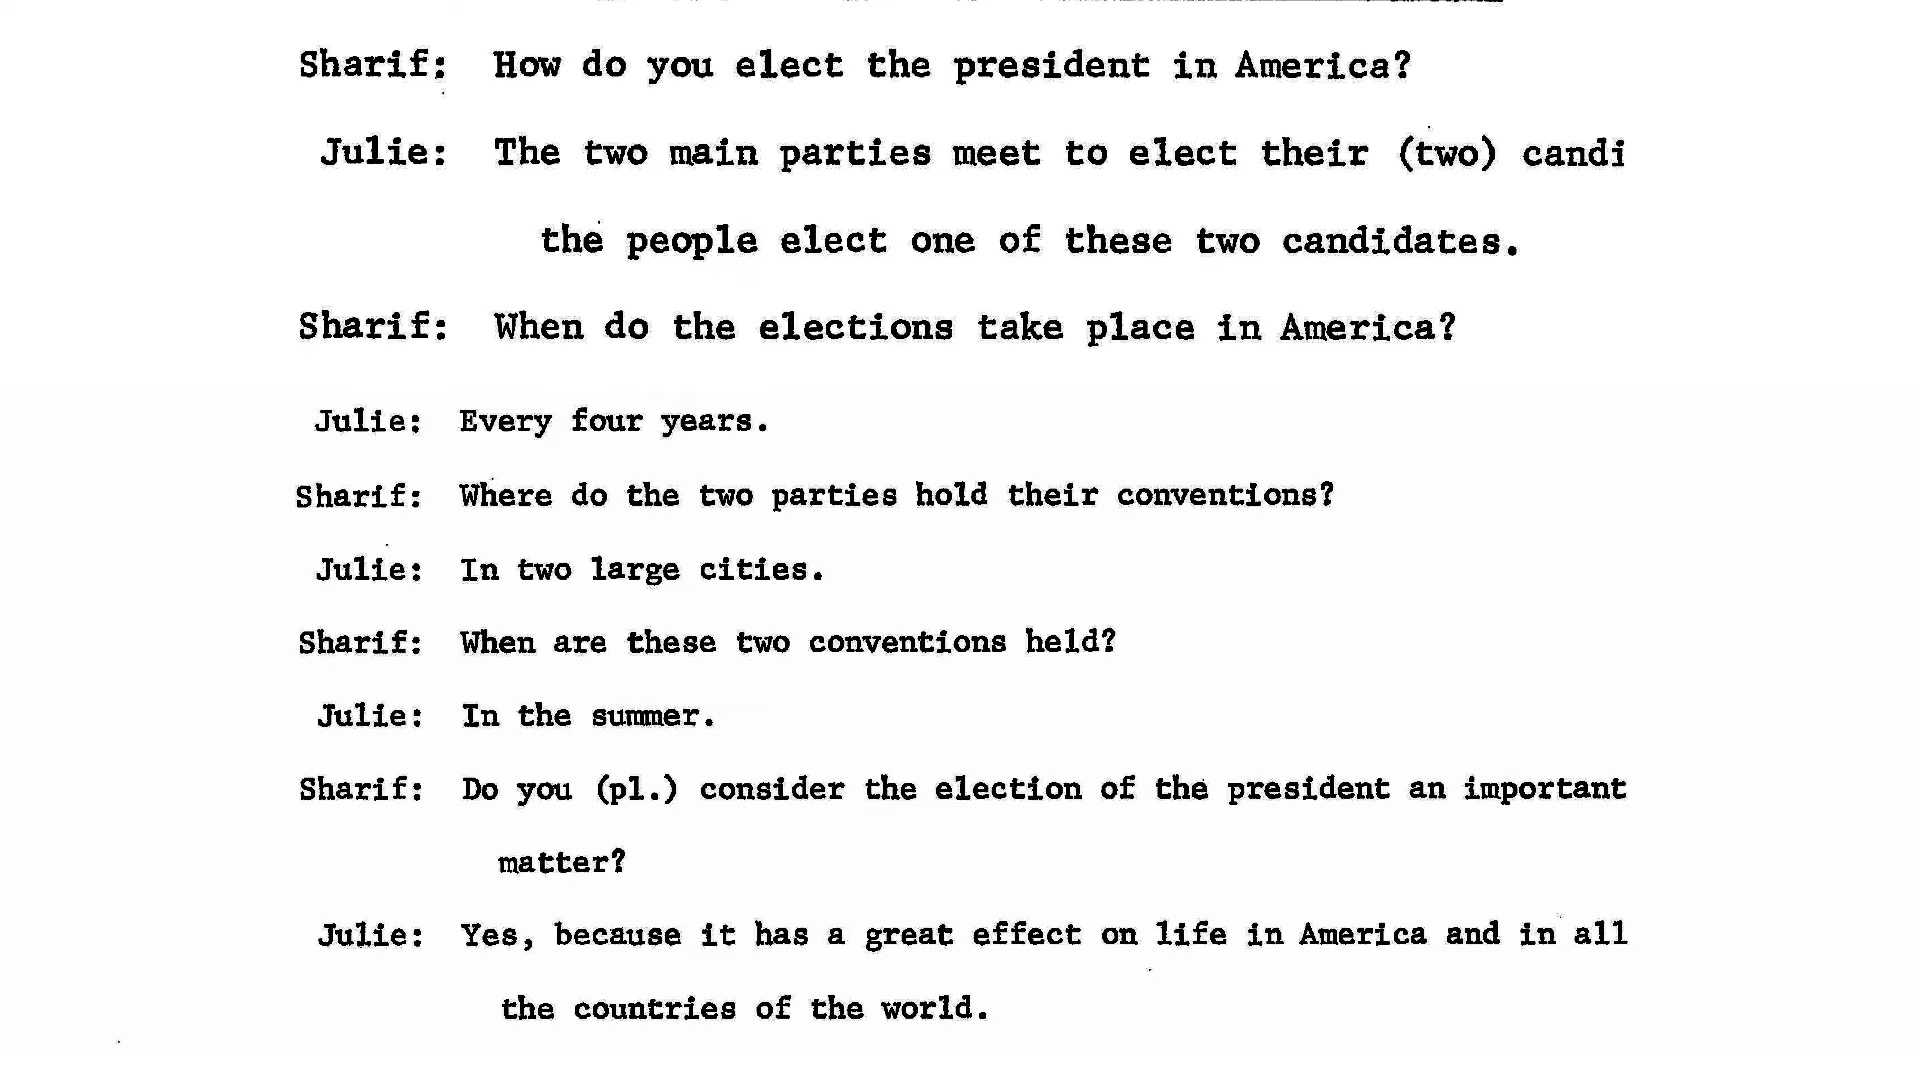 Sharif: How do you elect the president in America?
Julie: The two main parties meet to elect their (two) candi
the people elect one of these two candidates.
Sharif: When do the elections take place in America?
Julie: Every four years.
Sharif: Where do the two parties hold their conventions?
Julie: In two large cities.
Sharif: When are these two conventions held?
Julie: In the summer.
Sharif: Do you (pl.) consider the election of the president an important
matter?
Julie: Yes, because it has a great effect on life in America and in all
the countries of the world.